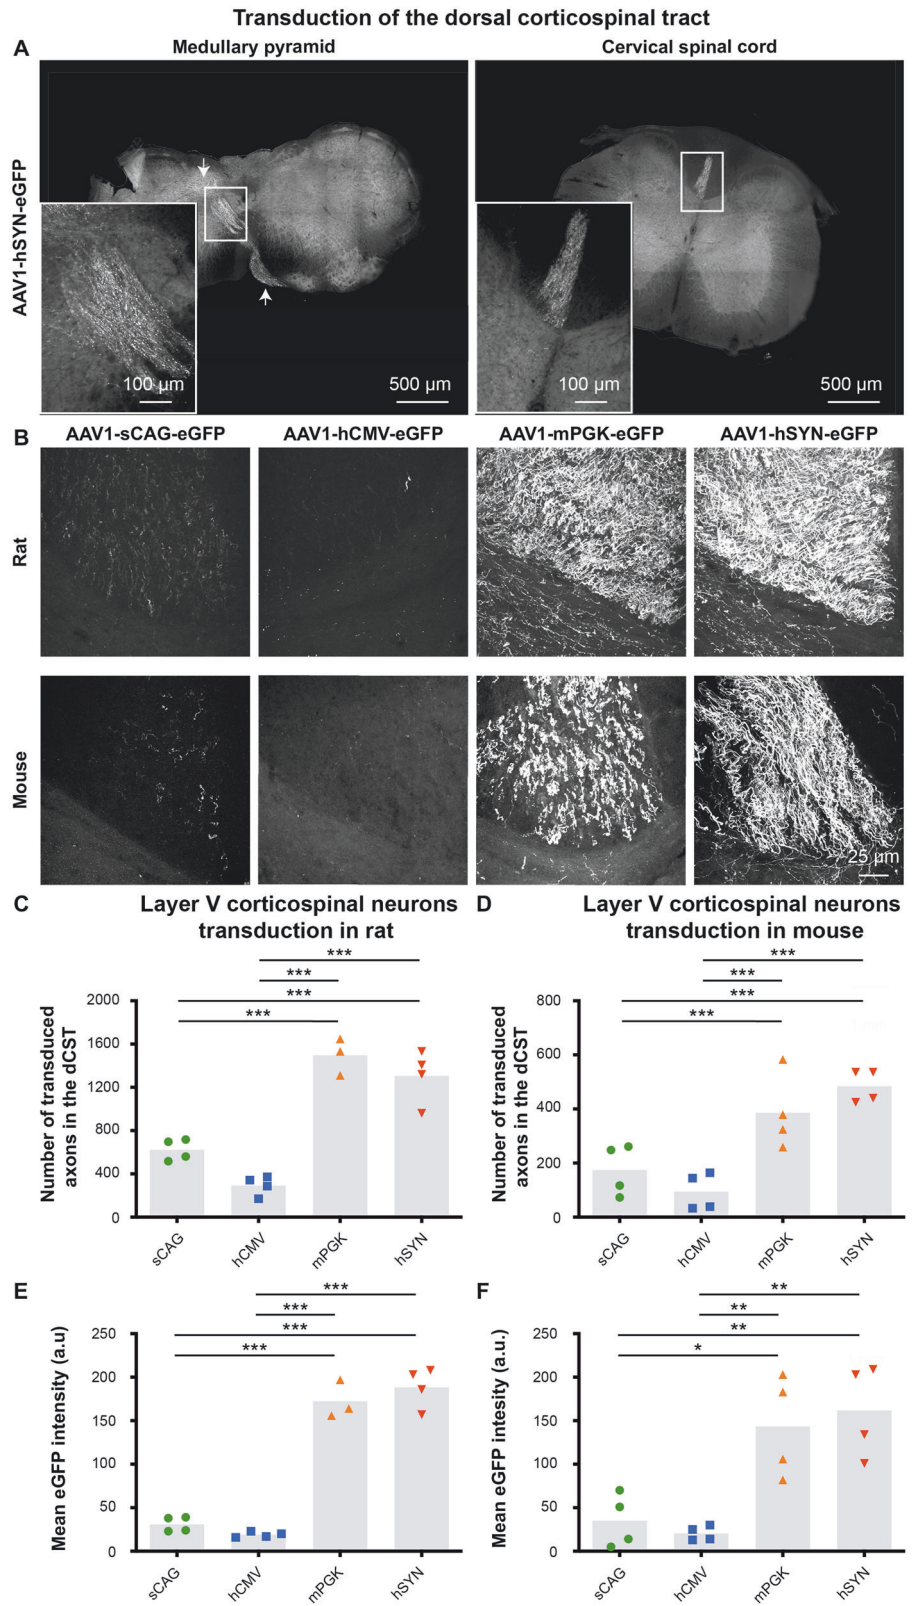 Transduction of the dorsal corticospinal tract
A
Medullary pyramid
Cervical spinal cord
AAV1-hSYN-eGFP
100 µm
500 µm
100 µm
500 µm
B
AAV1-sCAG-eGFP
AAV1-hCMV-eGFP
AAV1-mPGK-eGFP
AAV1-hSYN-eGFP
Rat
Mouse
25 µm
C
Layer V corticospinal neurons
transduction in rat
***
***
***
***
Number of transduced
axons in the dCST
2000
1600
1200
800
400
0
sCAG
hCMV
mPGK
hSYN
D
Layer V corticospinal neurons
transduction in mouse
***
***
***
***
Number of transduced
axons in the dCST
800
600
400
200
0
sCAG
hCMV
mPGK
hSYN
E
***
***
***
***
Mean eGFP intensity (a.u)
250
200
150
100
50
0
sCAG
hCMV
mPGK
hSYN
F
**
**
**
*
Mean eGFP intesity (a.u.)
250
200
150
100
50
0
sCAG
hCMV
mPGK
hSYN